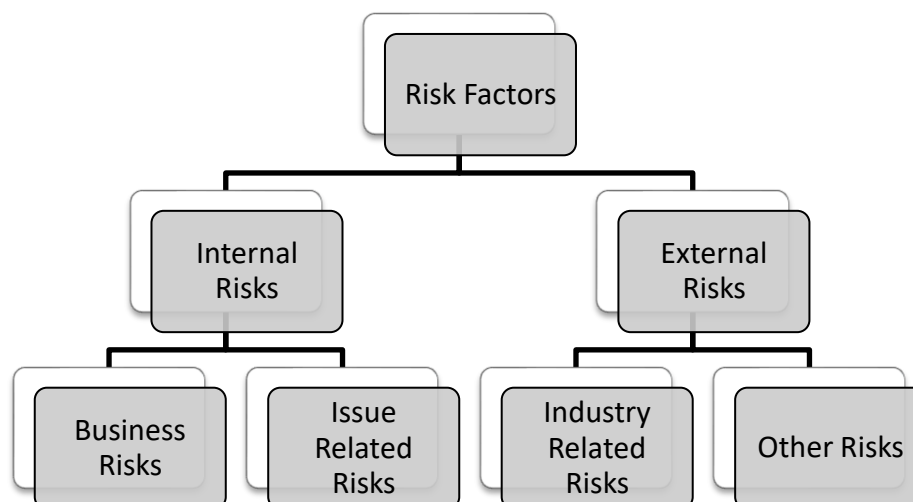 Risk Factors
Internal
Risks
External
Risks
Business
Risks
Issue
Related
Risks
Industry
Related
Risks
Other Risks